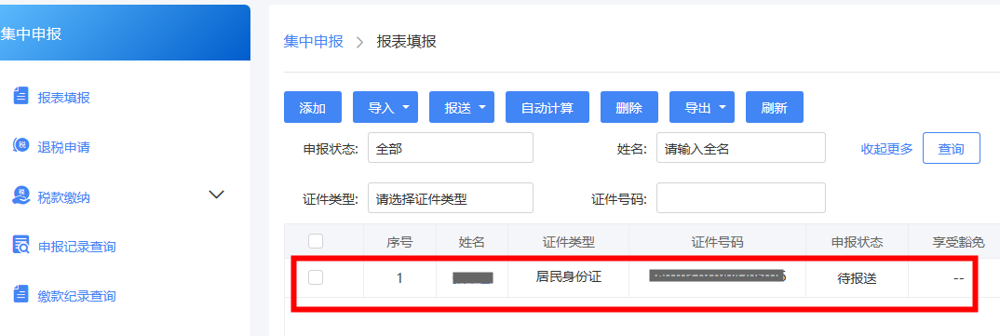 集中申报
报表填报
退税申请
税款缴纳
申报记录查询
缴款纪录查询
集中申报 > 报表填报
添加 导入 报送 自动计算 删除 导出 刷新
申报状态: 全部 姓名: 请输入全名 收起更多 查询
证件类型: 请选择证件类型 证件号码:
序号 姓名 证件类型 证件号码 申报状态 享受豁免
1 居民身份证 待报送 --